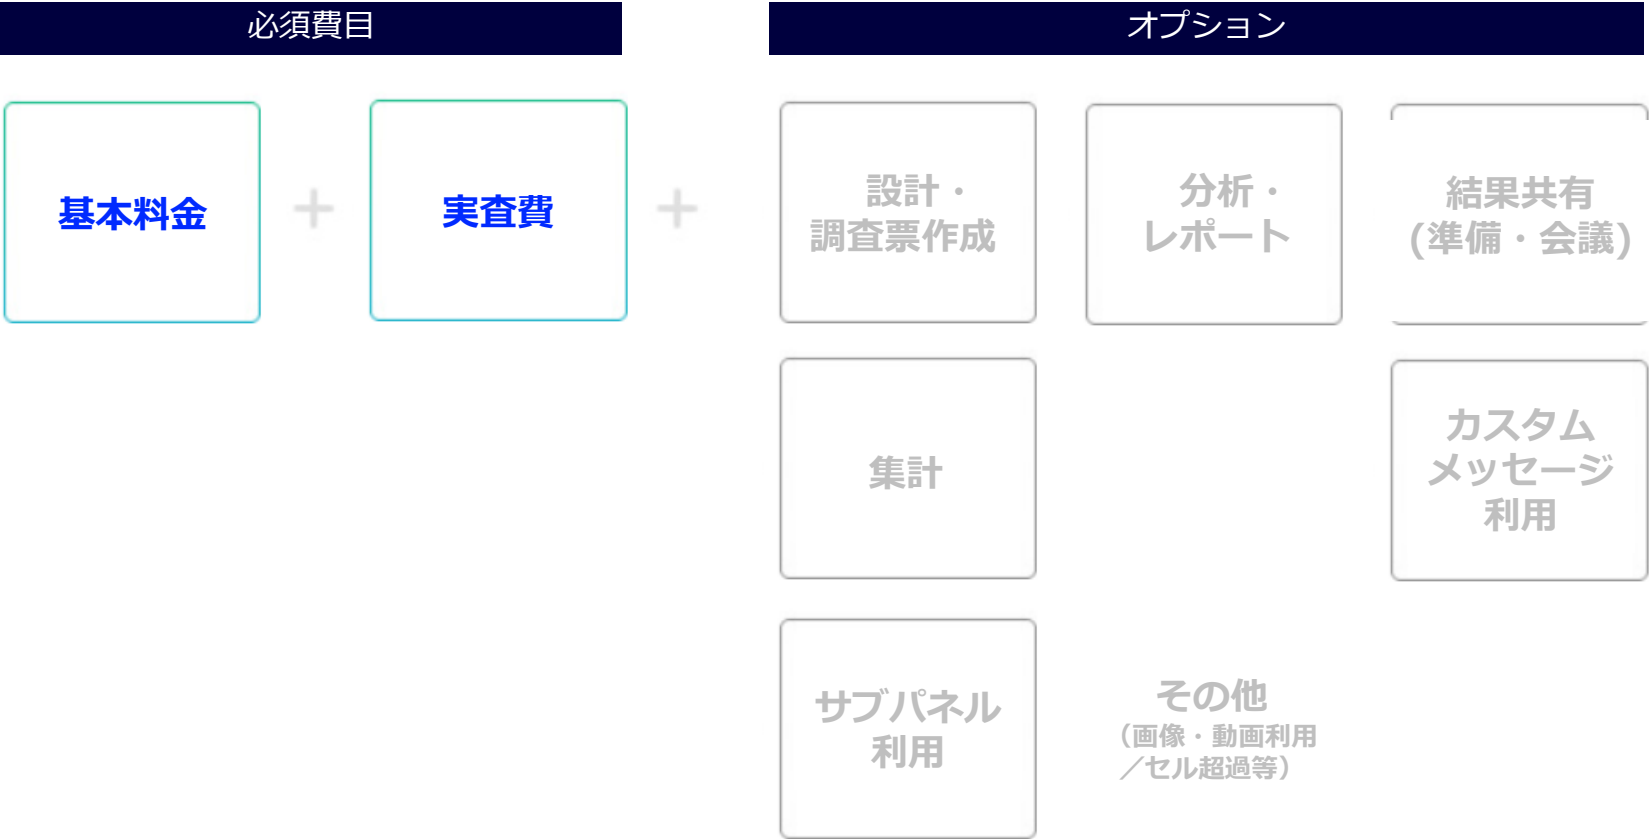 必須費目
オプション
基本料金
+
実査費
+
設計・
調査票作成
分析・
レポート
結果共有
(準備・会議)
集計
カスタム
メッセージ
利用
サブパネル
利用
その他
（画像・動画利用
／セル超過等）